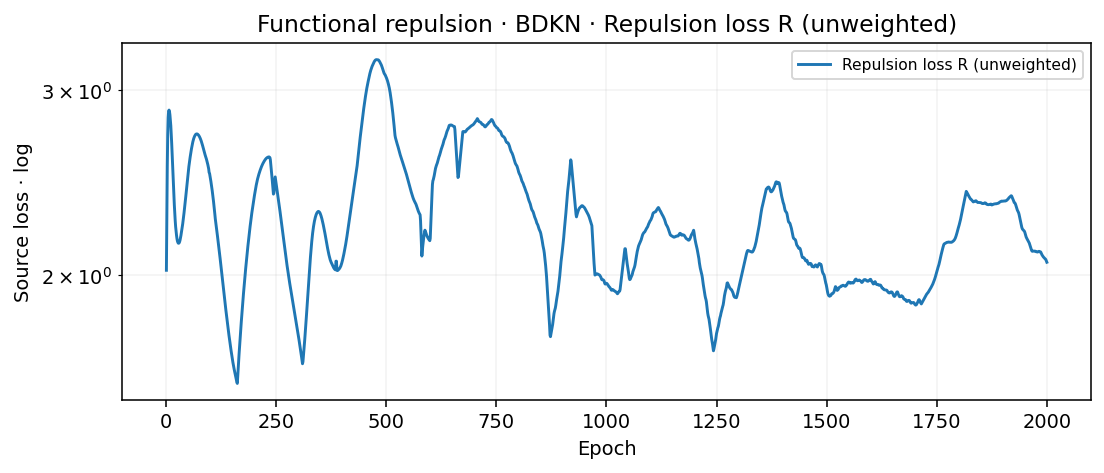 Functional repulsion · BDKN · Repulsion loss R (unweighted)
Repulsion loss R (unweighted)
3 × 10⁰
2 × 10⁰
Source loss · log
0 250 500 750 1000 1250 1500 1750 2000
Epoch